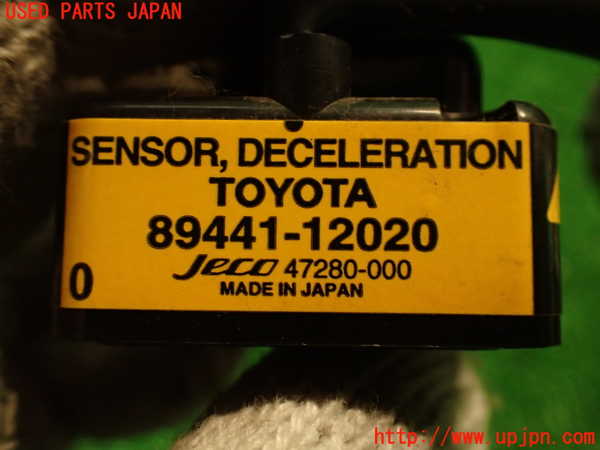 USED PARTS JAPAN
SENSOR, DECELERATION
TOYOTA
89441-12020
Jeco 47280-000
0
MADE IN JAPAN
http://www.upjpn.com/